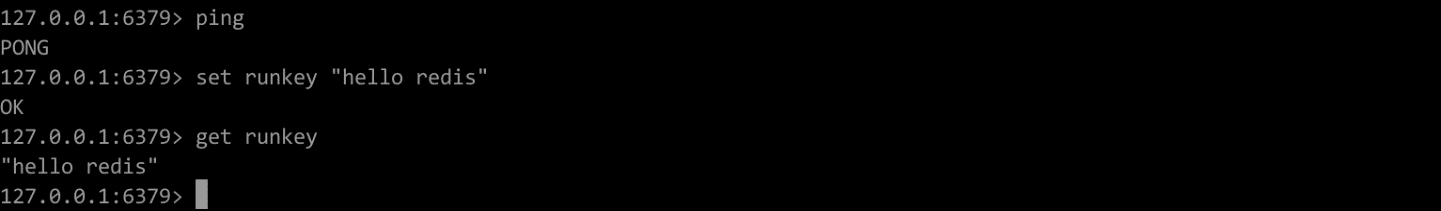 127.0.0.1:6379> ping
PONG
127.0.0.1:6379> set runkey "hello redis"
OK
127.0.0.1:6379> get runkey
"hello redis"
127.0.0.1:6379>